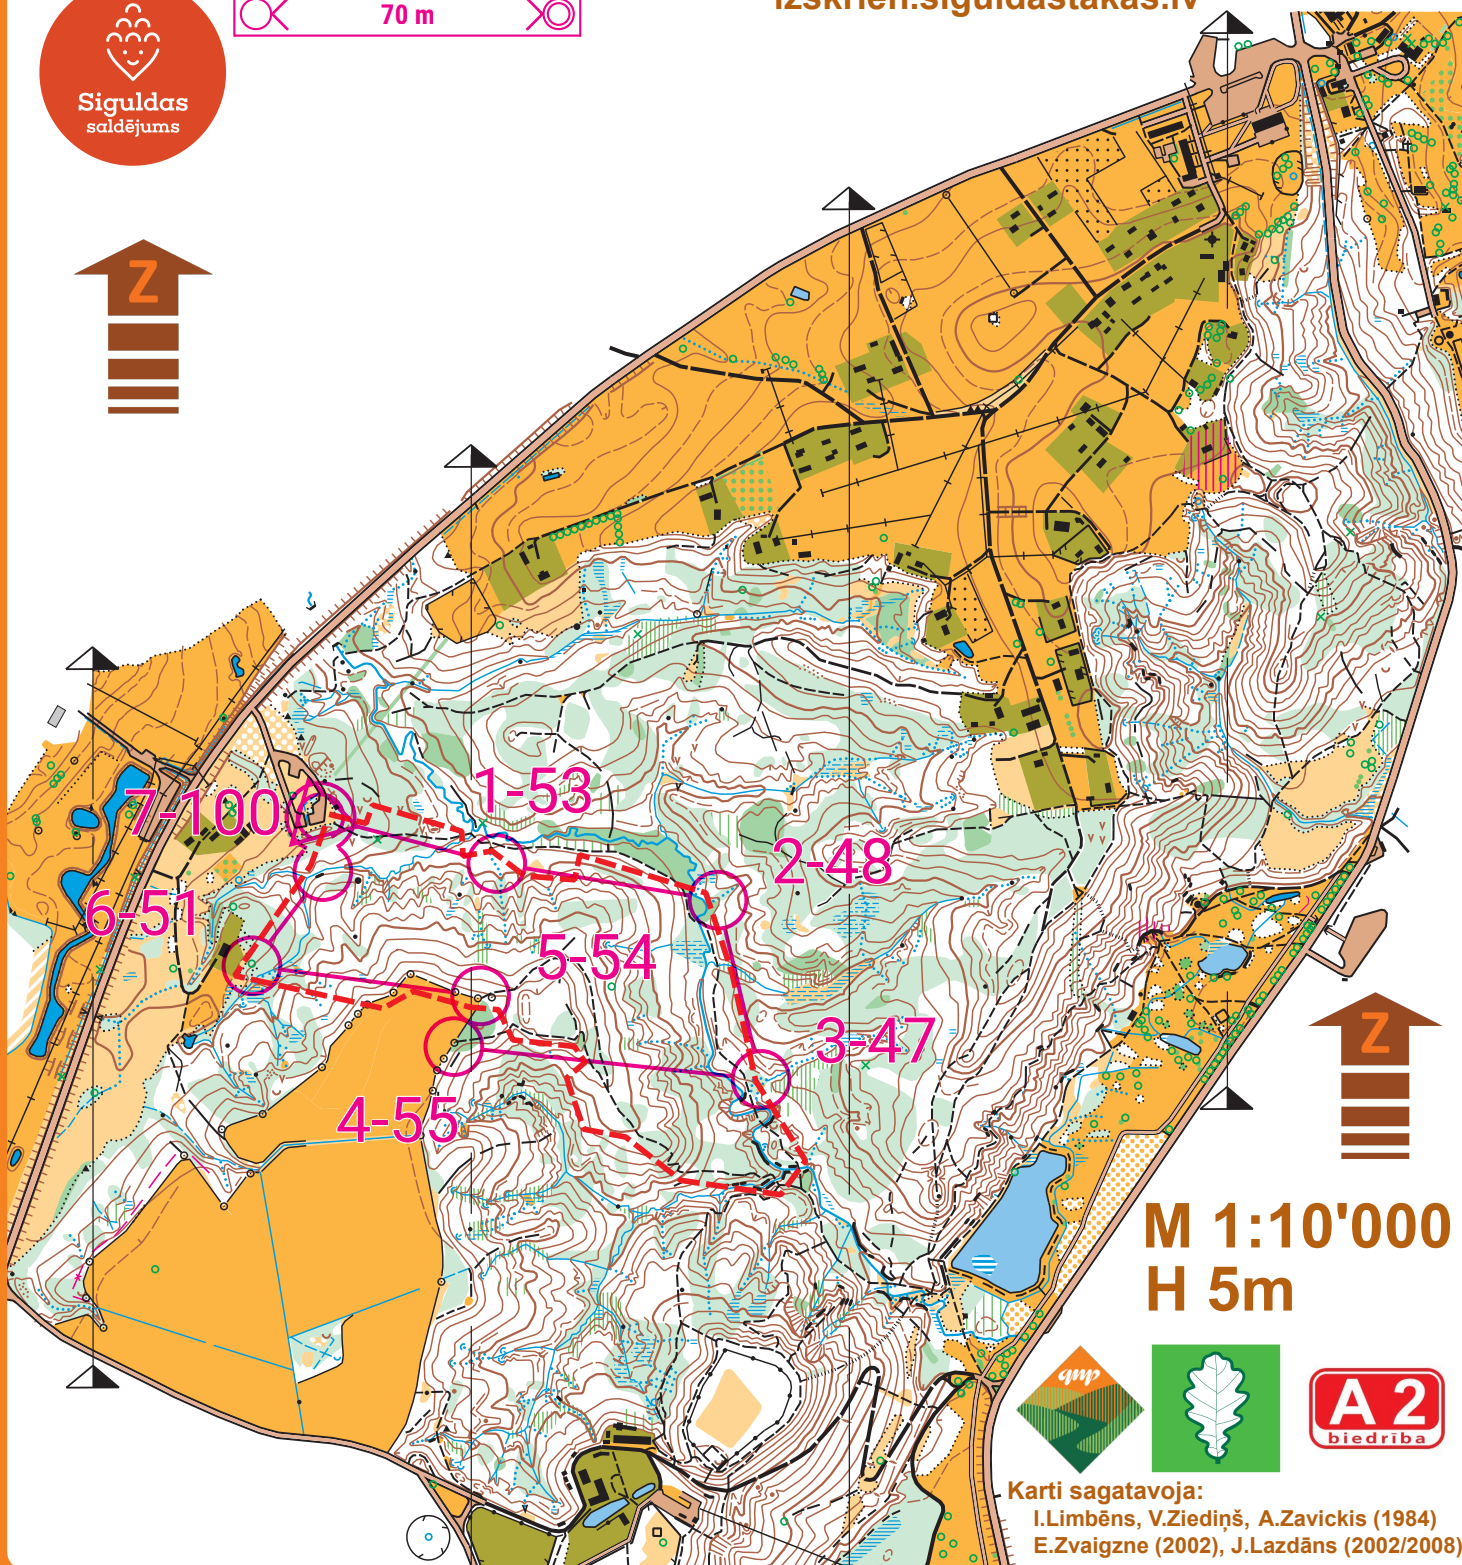 izskrien.siguldastakas.lv
70 m
Siguldas
saldējums
Z
1-53
7-100
2-48
6-51
5-54
3-47
Z
4-55
M 1:10'000
H 5m
qmp
A 2
biedrība
Karti sagatavoja:
I.Limbēns, V.Ziediņš, A.Zavickis (1984)
E.Zvaigzne (2002), J.Lazdāns (2002/2008)